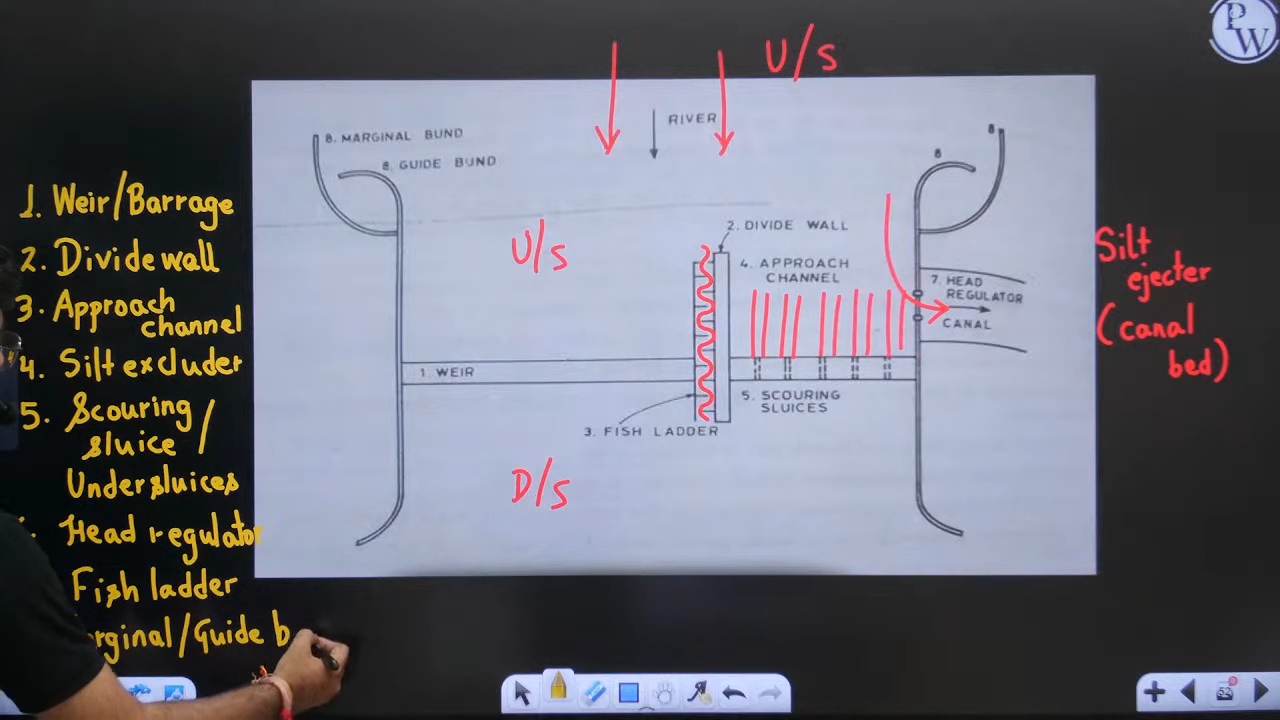 PW
U/s
RIVER
8. MARGINAL BUND
8. GUIDE BUND
8
8
1. Weir/Barrage
2. Divide wall
3. Approach
channel
4. Silt excluder
5. Scouring
sluice /
Undersluices
Head regulator
Fish ladder
Guide b
U/s
2. DIVIDE WALL
4. APPROACH
CHANNEL
7. HEAD
REGULATOR
CANAL
Silt
ejecter
(canal
bed)
1. WEIR
5. SCOURING
SLUICES
3. FISH LADDER
D/s
52